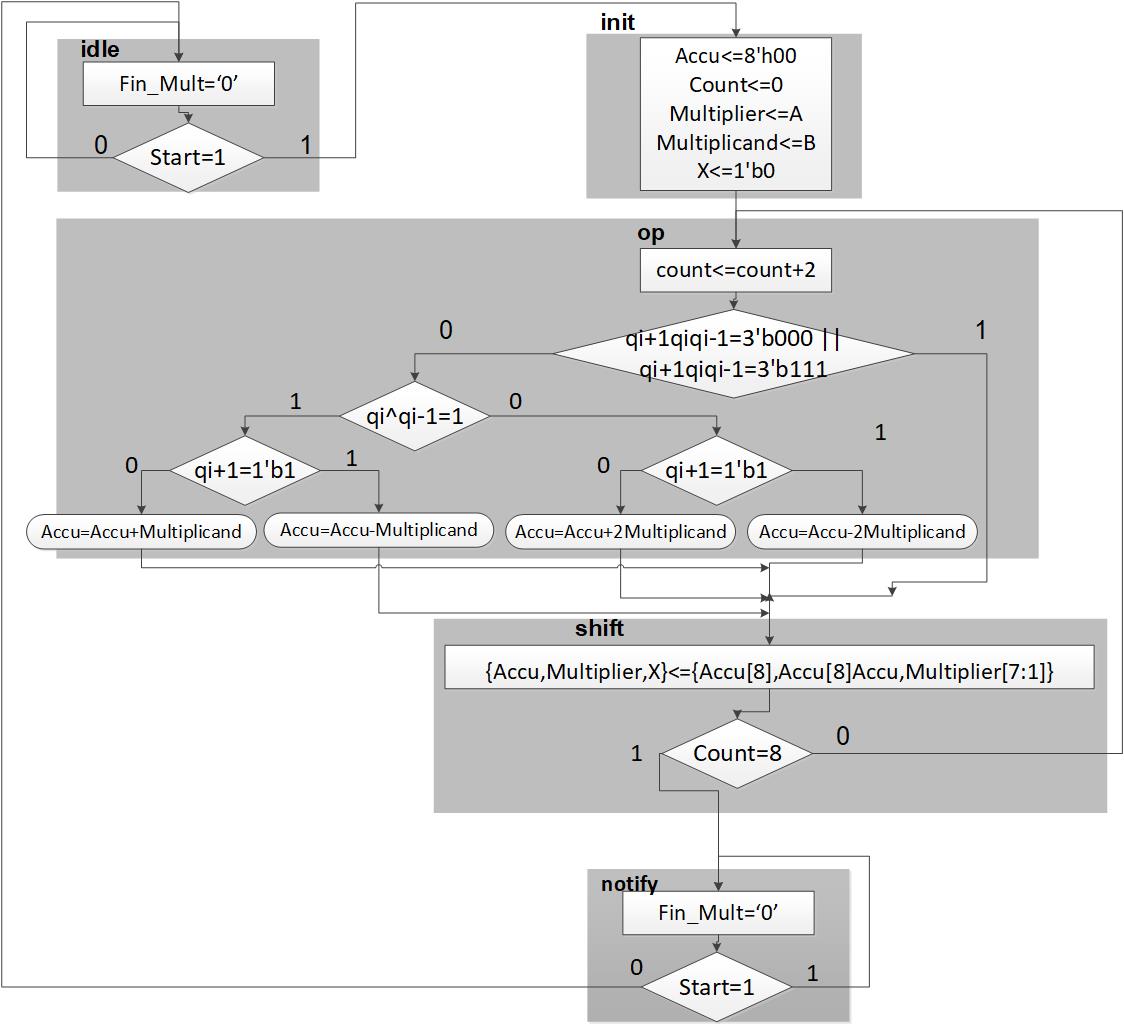 idle
Fin_Mult=‘0’
0
Start=1
1
init
Accu<=8'h00
Count<=0
Multiplier<=A
Multiplicand<=B
X<=1'b0
op
count<=count+2
0
qi+1qiqi-1=3'b000 ||
qi+1qiqi-1=3'b111
1
1
qi^qi-1=1
0
1
0
qi+1=1'b1
1
0
qi+1=1'b1
Accu=Accu+Multiplicand
Accu=Accu-Multiplicand
Accu=Accu+2Multiplicand
Accu=Accu-2Multiplicand
shift
{Accu,Multiplier,X}<={Accu[8],Accu[8]Accu,Multiplier[7:1]}
1
Count=8
0
notify
Fin_Mult=‘0’
0
Start=1
1